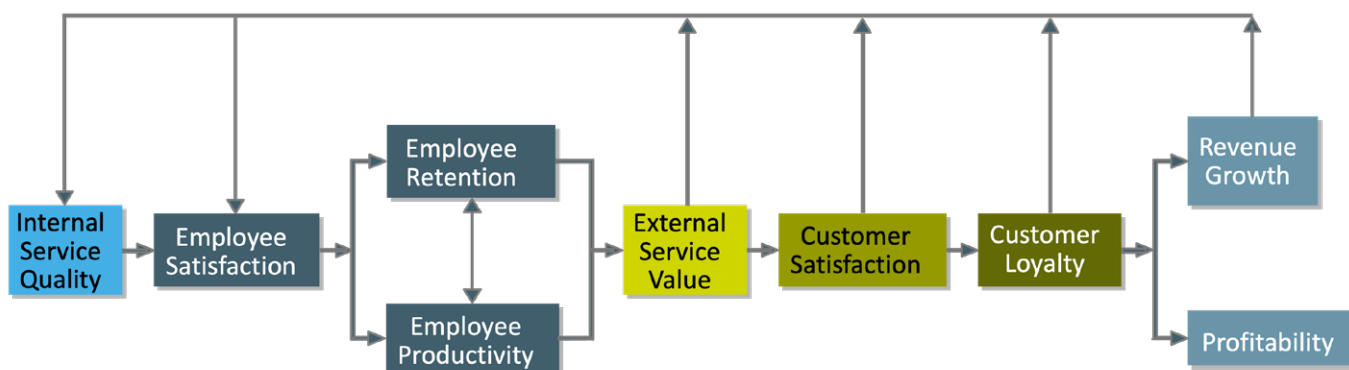 Internal
Service
Quality
Employee
Satisfaction
Employee
Retention
Employee
Productivity
External
Service
Value
Customer
Satisfaction
Customer
Loyalty
Revenue
Growth
Profitability